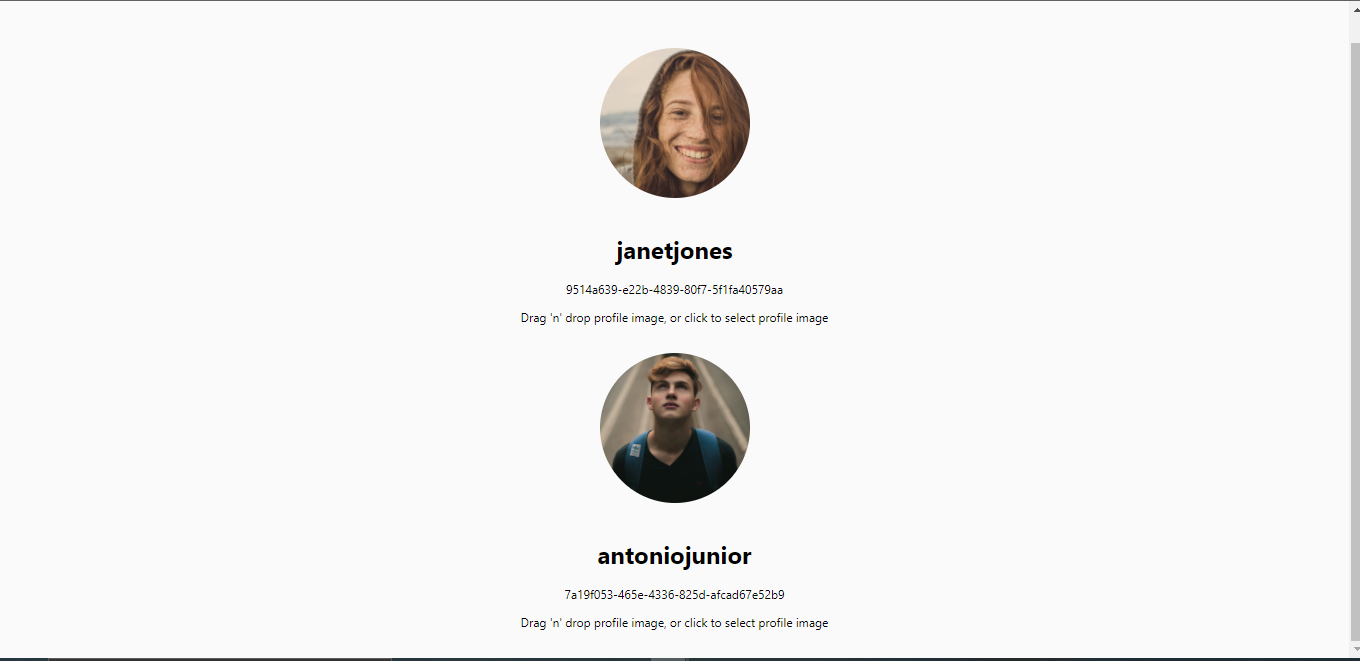 janetjones
9514a639-e22b-4839-80f7-5f1fa40579aa
Drag 'n' drop profile image, or click to select profile image
antoniojunior
7a19f053-465e-4336-825d-afcad67e52b9
Drag 'n' drop profile image, or click to select profile image